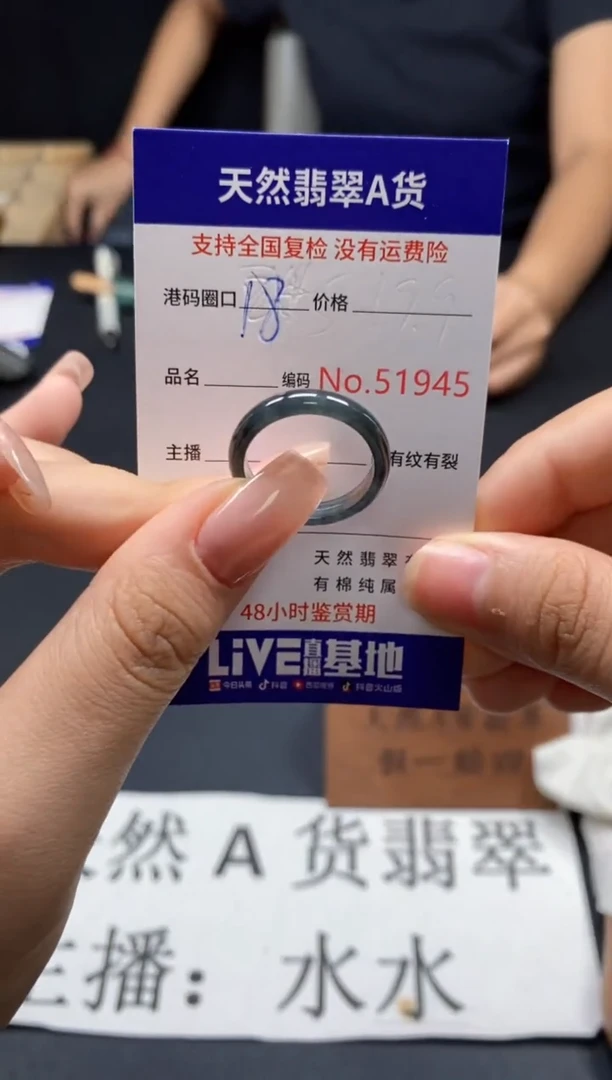 天然翡翠A货
支持全国复检 没有运费险
港码圈口 18 价格
品名 编码 No.51945
主播 有纹有裂
天然翡翠
有棉纯属
48小时鉴赏期
LiVE直播基地
今日头条 抖音 西瓜视频 抖音火山版
然A货翡翠
主播：水水